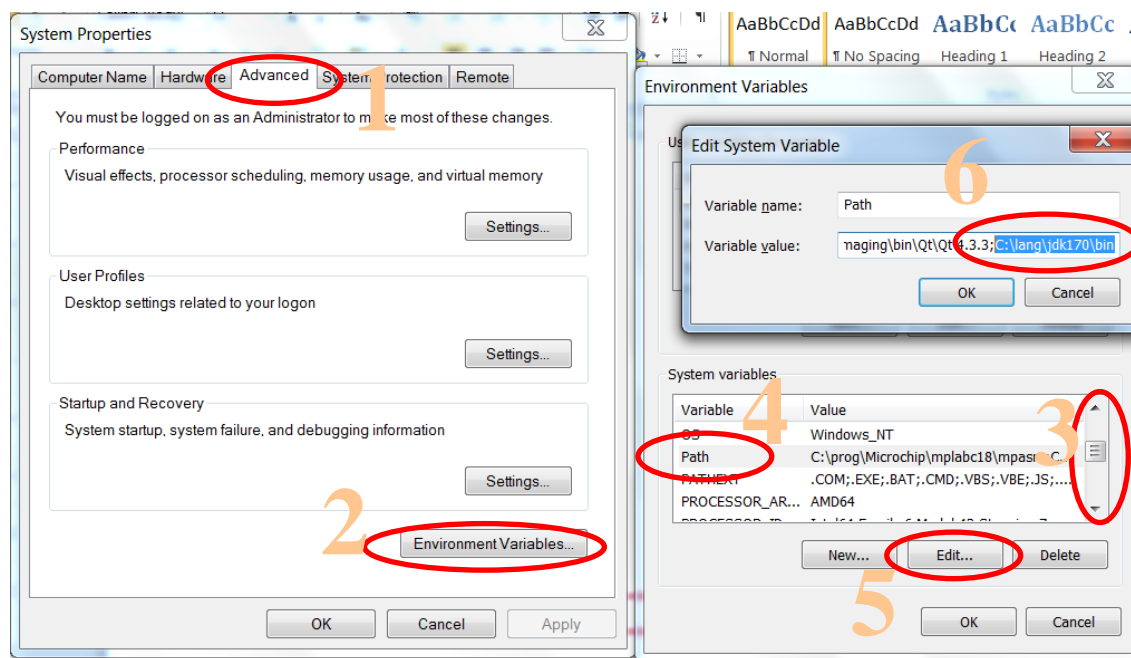 System Properties
Computer Name Hardware Advanced System Protection Remote
1
You must be logged on as an Administrator to make most of these changes.
Performance
Visual effects, processor scheduling, memory usage, and virtual memory
Settings...
User Profiles
Desktop settings related to your logon
Settings...
Startup and Recovery
System startup, system failure, and debugging information
Settings...
2
Environment Variables...
OK Cancel Apply
AaBbCcDd AaBbCcDd AaBbCc AaBbCc
¶ Normal ¶ No Spacing Heading 1 Heading 2
Environment Variables
Edit System Variable
6
Variable name: Path
Variable value: naging\bin\Qt\Qt 4.3.3;C:\lang\jdk170\bin
OK Cancel
System variables
4
3
Variable Value
OS Windows_NT
Path C:\prog\Microchip\mplabc18\mpasm
PATHEXT .COM;.EXE;.BAT;.CMD;.VBS;.VBE;.JS;....
PROCESSOR_AR... AMD64
New... Edit... Delete
5
OK Cancel